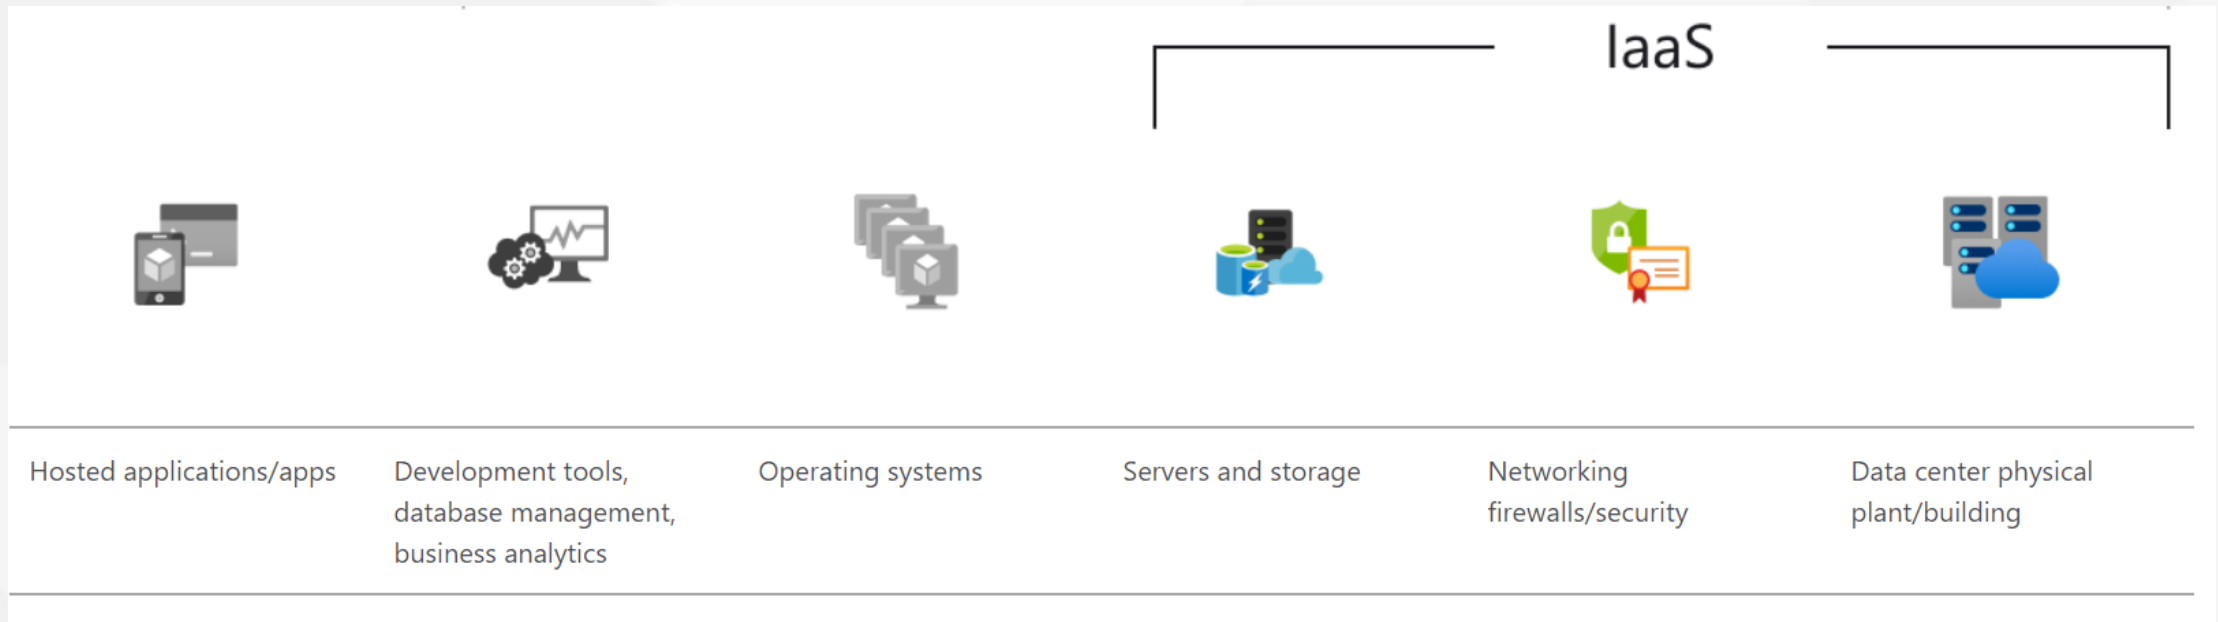 IaaS
Hosted applications/apps
Development tools,
database management,
business analytics
Operating systems
Servers and storage
Networking
firewalls/security
Data center physical
plant/building